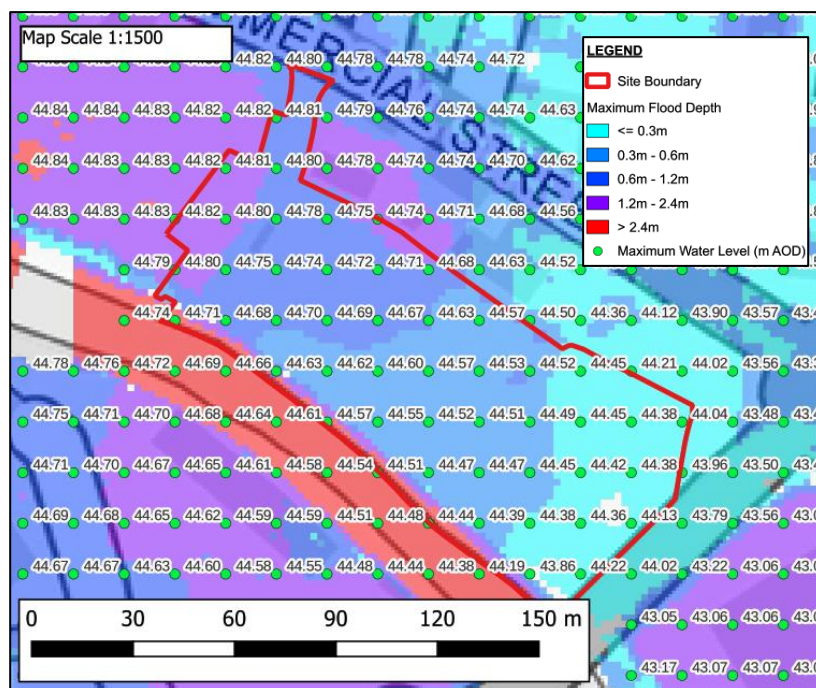 Map Scale 1:1500
44.82 44.80 44.78 44.78 44.74 44.72
MERCIAL STREE
LEGEND
Site Boundary
Maximum Flood Depth
<= 0.3m
0.3m - 0.6m
0.6m - 1.2m
1.2m - 2.4m
> 2.4m
Maximum Water Level (m AOD)
44.84 44.84 44.83 44.82 44.82 44.81 44.79 44.76 44.74 44.74 44.63
44.84 44.83 44.82 44.82 44.81 44.80 44.78 44.74 44.74 44.70 44.62
44.83 44.83 44.83 44.82 44.80 44.78 44.75 44.74 44.71 44.68 44.56
44.79 44.80 44.75 44.75 44.74 44.71 44.68 44.63 44.52
44.74 44.71 44.68 44.70 44.69 44.67 44.63 44.57 44.50 44.36 44.12 43.90 43.57
44.78 44.76 44.72 44.69 44.66 44.63 44.62 44.60 44.57 44.53 44.52 44.45 44.21 44.02 43.56
44.75 44.71 44.70 44.68 44.64 44.61 44.57 44.55 44.52 44.51 44.49 44.45 44.38 44.04 43.48
44.71 44.70 44.67 44.65 44.61 44.58 44.54 44.51 44.47 44.47 44.45 44.42 44.38 43.96 43.50
44.69 44.68 44.65 44.62 44.59 44.59 44.51 44.48 44.44 44.39 44.38 44.36 44.13 43.79 43.56
44.67 44.67 44.63 44.60 44.58 44.55 44.48 44.44 44.38 44.19 43.86 44.22 44.02 43.22 43.06
43.05 43.06 43.06
43.17 43.07 43.07
0 30 60 90 120 150 m